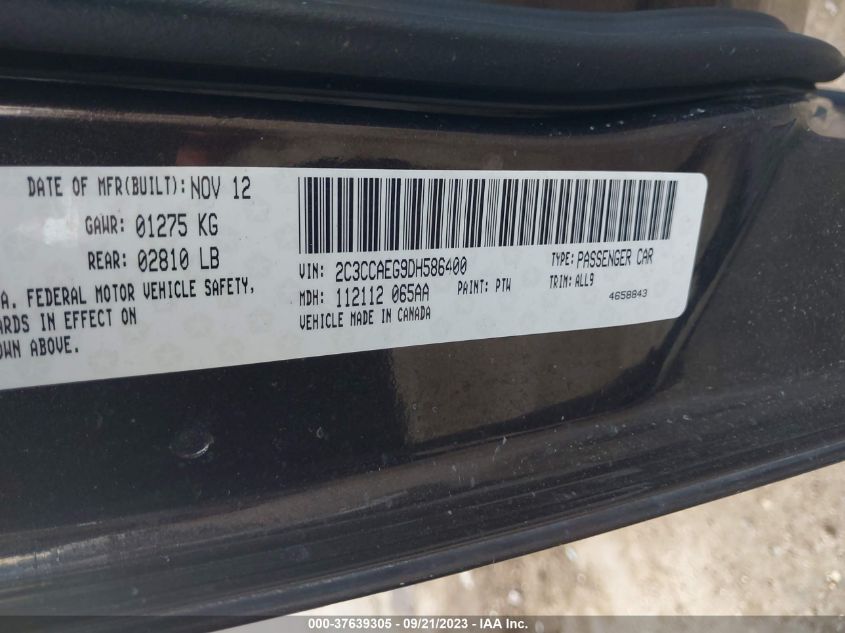 DATE OF MFR(BUILT): NOV 12
GAWR: 01275 KG
REAR: 02810 LB
A. FEDERAL MOTOR VEHICLE SAFETY,
ARDS IN EFFECT ON
OWN ABOVE.
VIN: 2C3CCAEG9DH586400 TYPE: PASSENGER CAR
MDH: 112112 065AA PAINT: PTW TRIM: ALL9
VEHICLE MADE IN CANADA 4658843
000-37639305 - 09/21/2023 - IAA Inc.